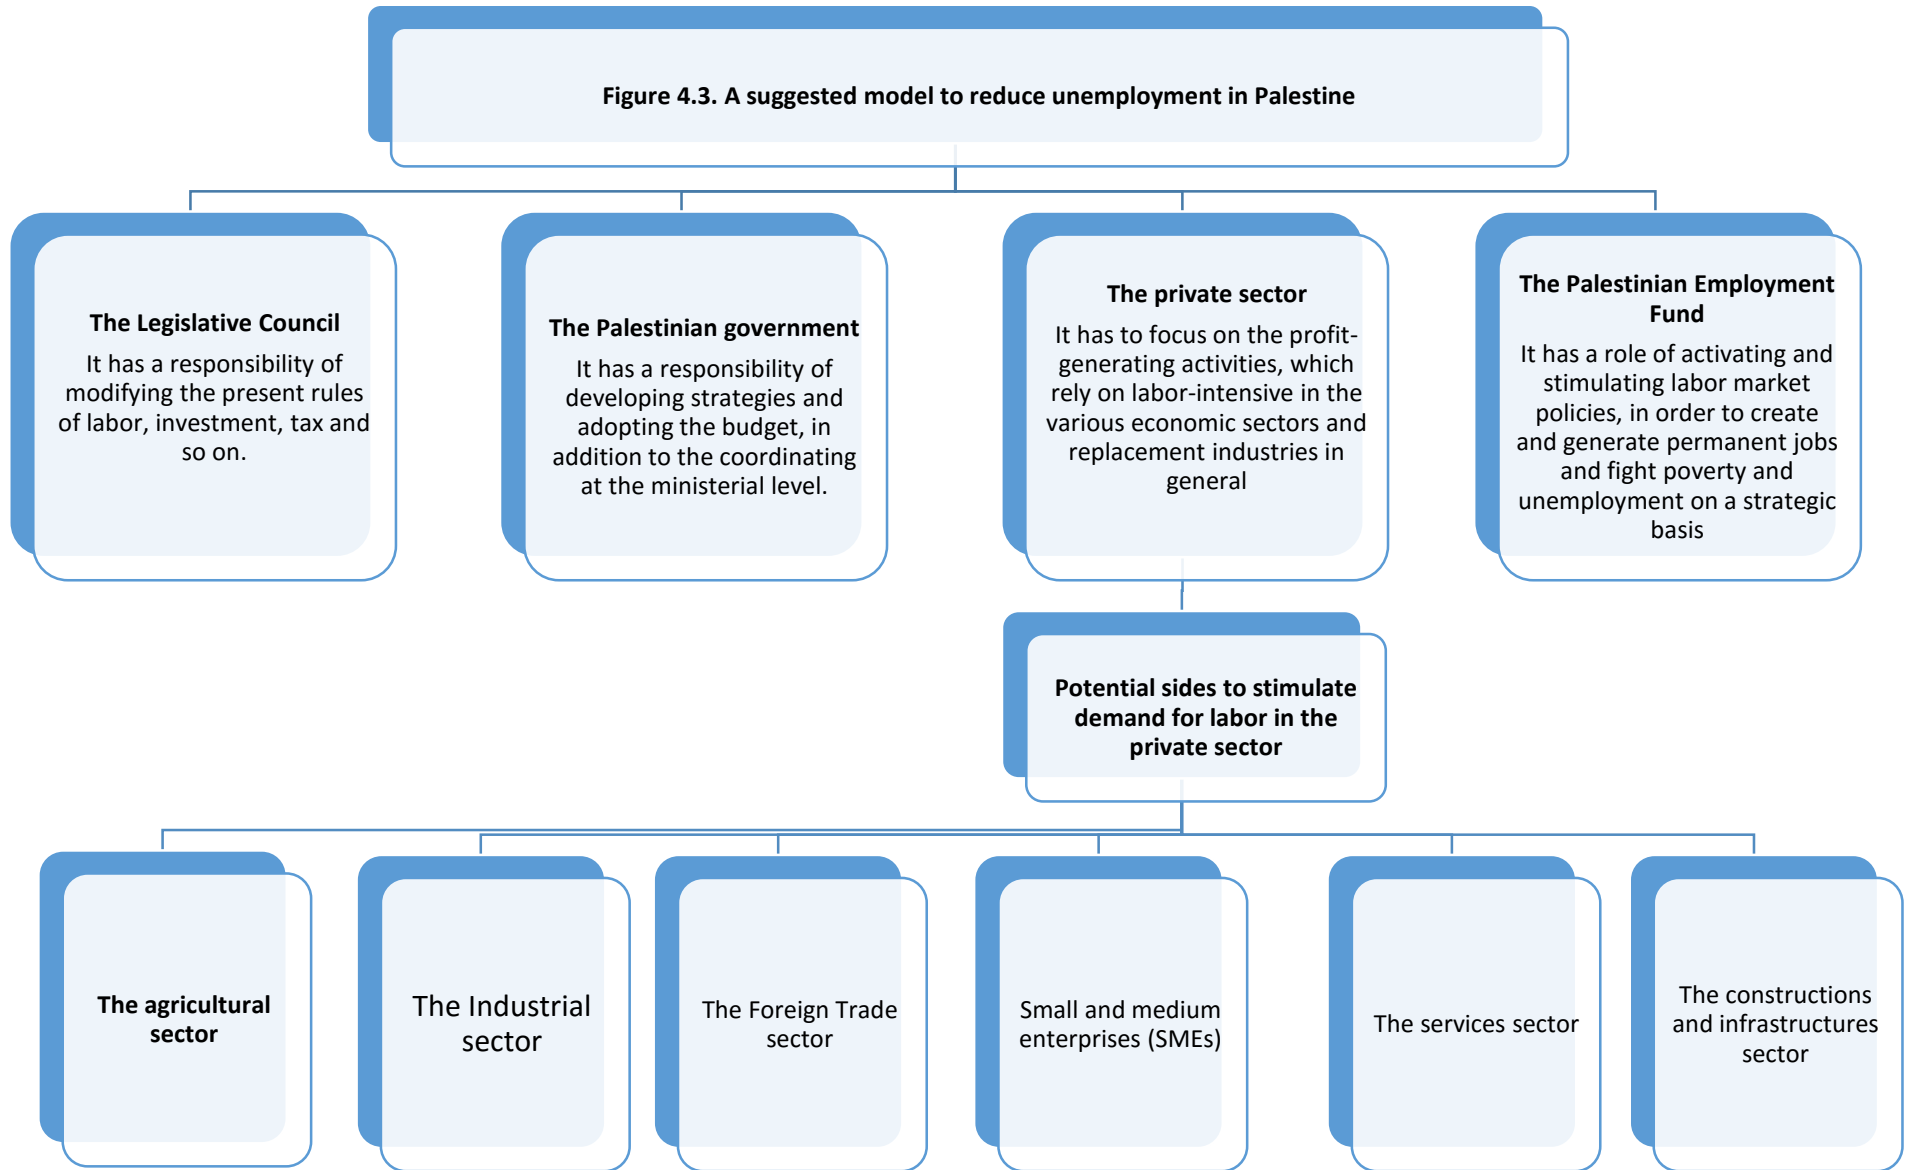 Figure 4.3. A suggested model to reduce unemployment in Palestine
The Legislative Council
It has a responsibility of
modifying the present rules
of labor, investment, tax and
so on.
The Palestinian government
It has a responsibility of
developing strategies and
adopting the budget, in
addition to the coordinating
at the ministerial level.
The private sector
It has to focus on the profit-
generating activities, which
rely on labor-intensive in the
various economic sectors and
replacement industries in
general
The Palestinian Employment
Fund
It has a role of activating and
stimulating labor market
policies, in order to create
and generate permanent jobs
and fight poverty and
unemployment on a strategic
basis
Potential sides to stimulate
demand for labor in the
private sector
The agricultural
sector
The Industrial
sector
The Foreign Trade
sector
Small and medium
enterprises (SMEs)
The services sector
The constructions
and infrastructures
sector